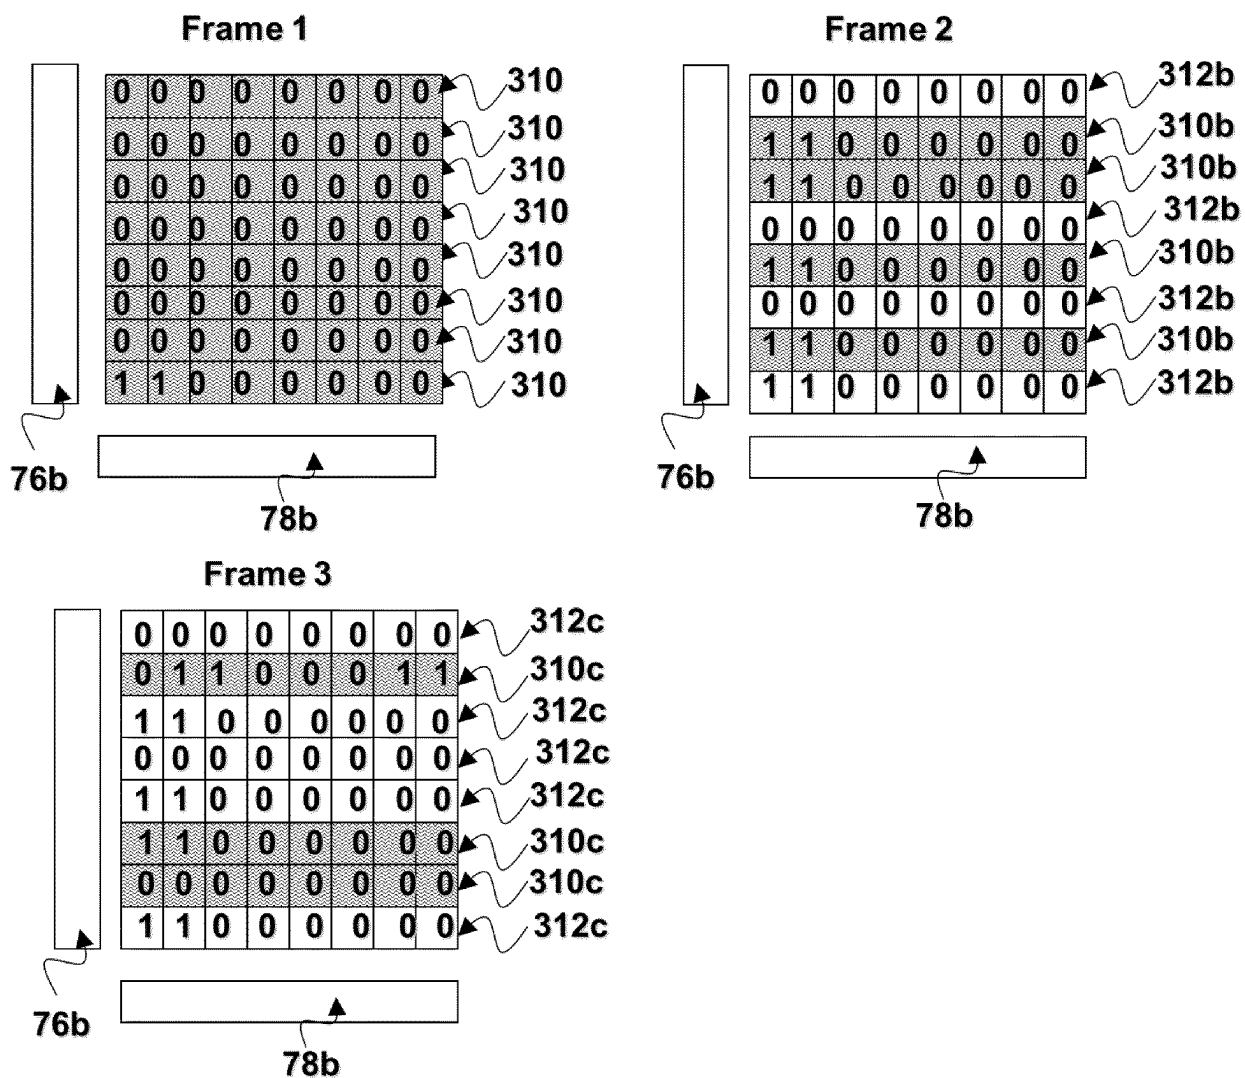 Frame 1
0 0 0 0 0 0 0 0 310
0 0 0 0 0 0 0 0 310
0 0 0 0 0 0 0 0 310
0 0 0 0 0 0 0 0 310
0 0 0 0 0 0 0 0 310
0 0 0 0 0 0 0 0 310
0 0 0 0 0 0 0 0 310
1 1 0 0 0 0 0 0 310
76b
78b
Frame 2
0 0 0 0 0 0 0 0 312b
1 1 0 0 0 0 0 0 310b
1 1 0 0 0 0 0 0 310b
0 0 0 0 0 0 0 0 312b
1 1 0 0 0 0 0 0 310b
0 0 0 0 0 0 0 0 312b
1 1 0 0 0 0 0 0 310b
1 1 0 0 0 0 0 0 312b
76b
78b
Frame 3
0 0 0 0 0 0 0 0 312c
0 1 1 0 0 0 1 1 310c
1 1 0 0 0 0 0 0 312c
0 0 0 0 0 0 0 0 312c
1 1 0 0 0 0 0 0 312c
1 1 0 0 0 0 0 0 310c
0 0 0 0 0 0 0 0 310c
1 1 0 0 0 0 0 0 312c
76b
78b